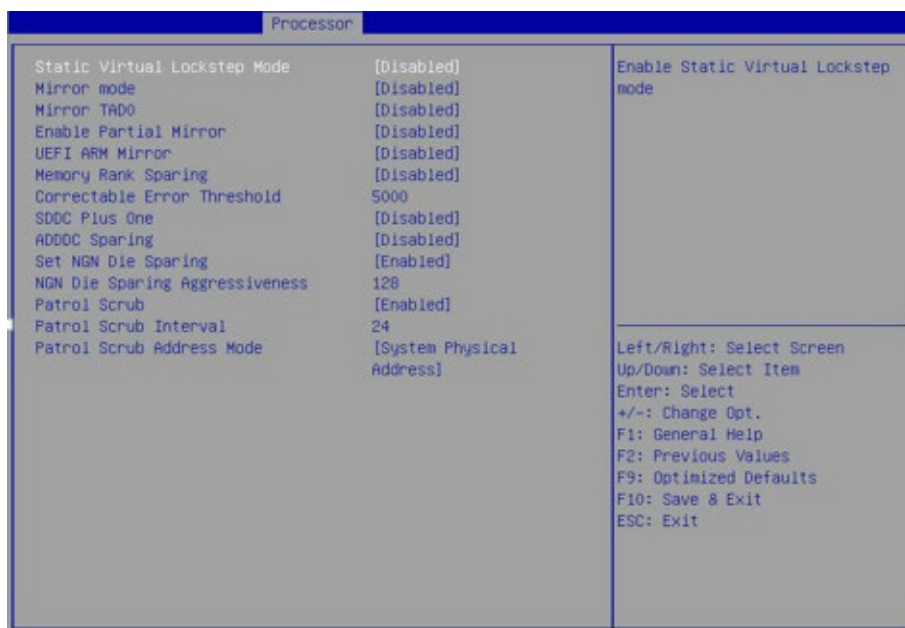 Processor
Static Virtual Lockstep Mode [Disabled]
Mirror mode [Disabled]
Mirror TAD0 [Disabled]
Enable Partial Mirror [Disabled]
UEFI ARM Mirror [Disabled]
Memory Rank Sparing [Disabled]
Correctable Error Threshold 5000
SDDC Plus One [Disabled]
ADDDC Sparing [Disabled]
Set NGN Die Sparing [Enabled]
NGN Die Sparing Aggressiveness 128
Patrol Scrub [Enabled]
Patrol Scrub Interval 24
Patrol Scrub Address Mode [System Physical
Address]
Enable Static Virtual Lockstep
mode
Left/Right: Select Screen
Up/Down: Select Item
Enter: Select
+/-: Change Opt.
F1: General Help
F2: Previous Values
F9: Optimized Defaults
F10: Save & Exit
ESC: Exit